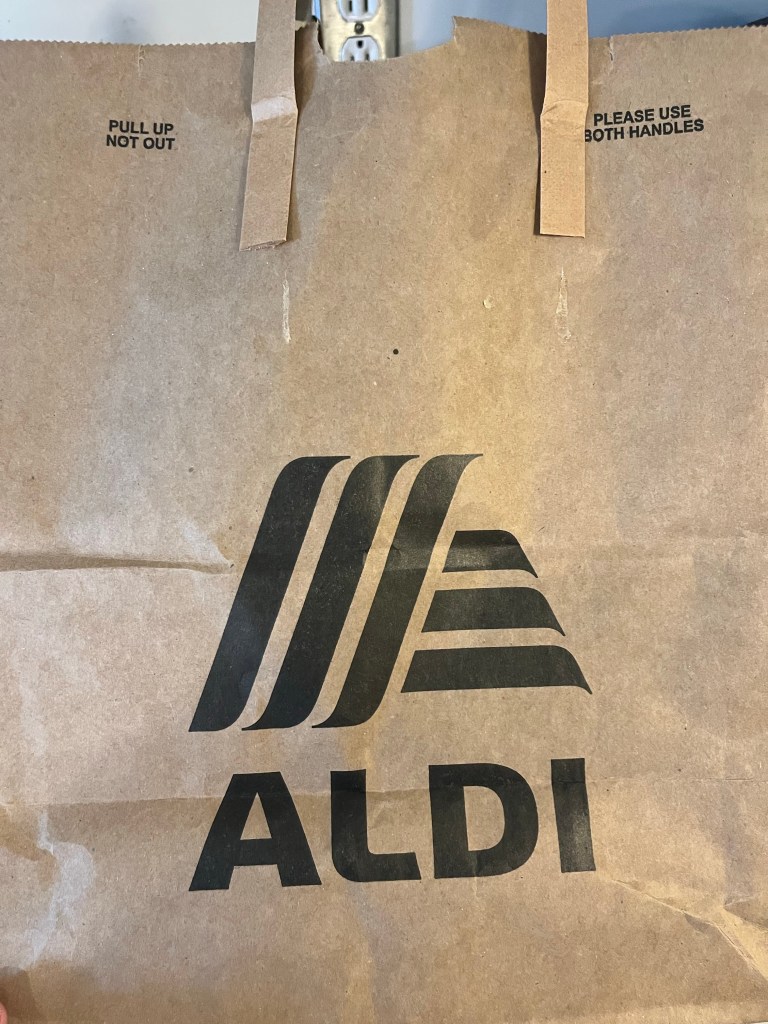 PULL UP
NOT OUT
PLEASE USE
BOTH HANDLES
ALDI